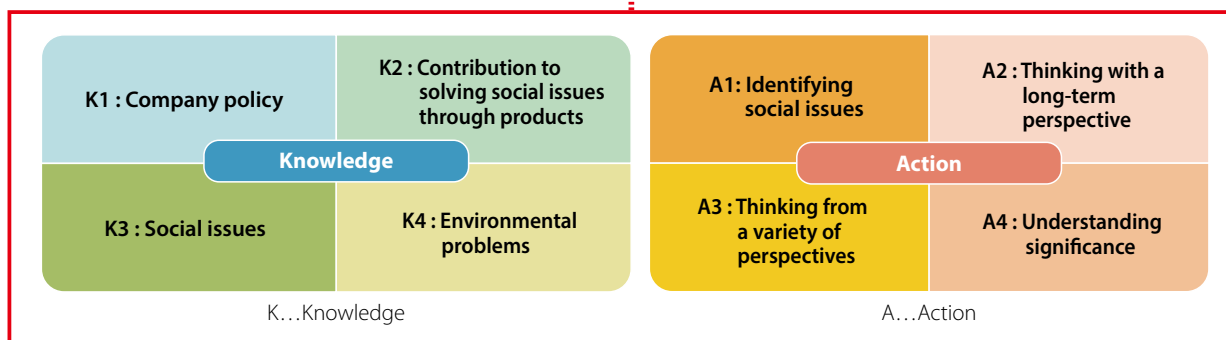 K1 : Company policy
K2 : Contribution to
solving social issues
through products
Knowledge
K3 : Social issues
K4 : Environmental
problems
K…Knowledge
A1: Identifying
social issues
A2 : Thinking with a
long-term
perspective
Action
A3 : Thinking from
a variety of
perspectives
A4 : Understanding
significance
A…Action